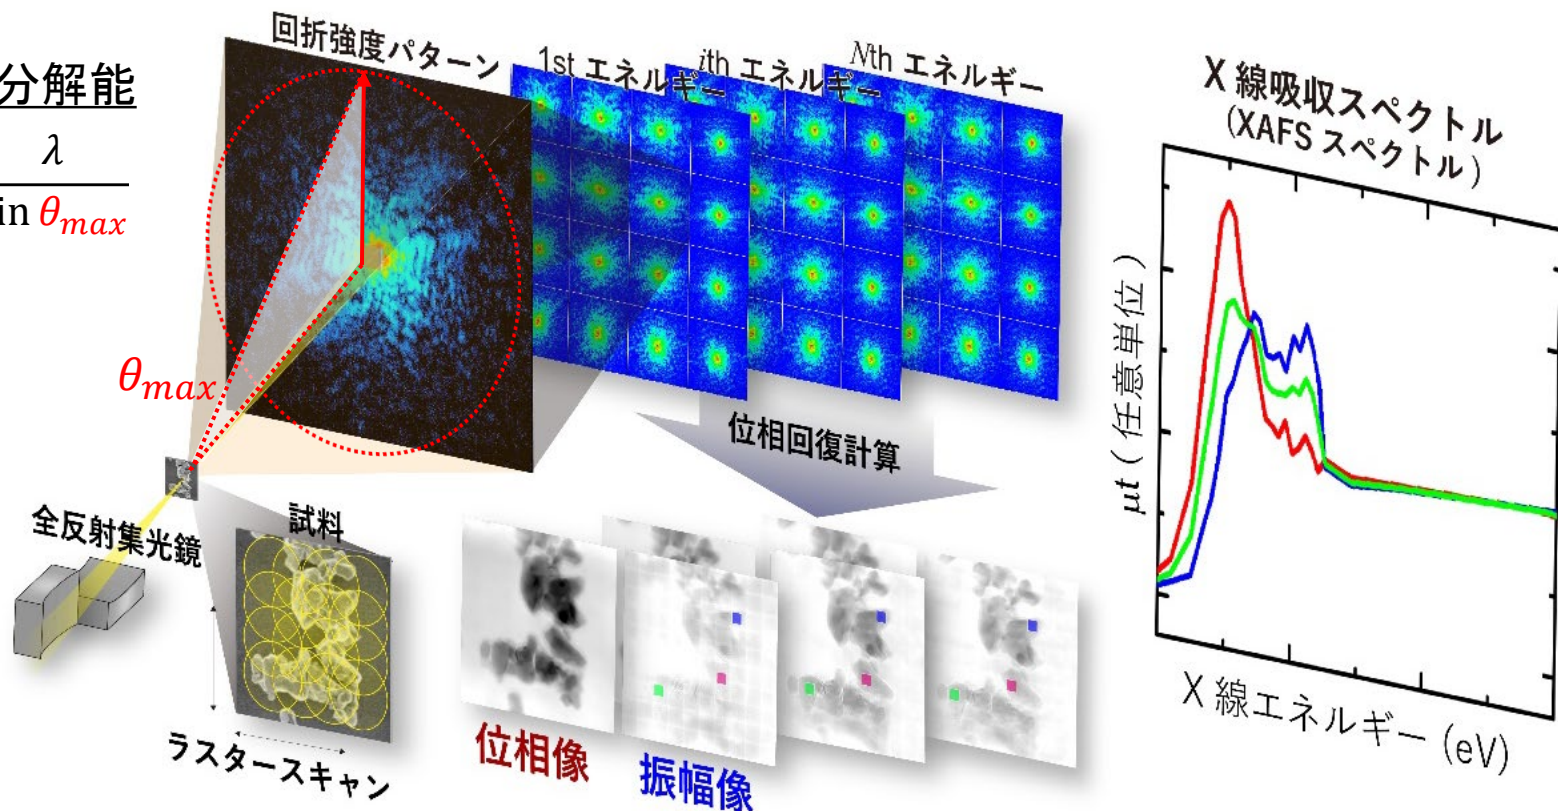 分解能
λ
in θmax
回折強度パターン
1st エネルギー
ith エネルギー
Nth エネルギー
X 線吸収スペクトル
(XAFS スペクトル)
θmax
位相回復計算
μt ( 任意単位 )
全反射集光鏡
試料
ラスタースキャン
位相像
振幅像
X 線エネルギー (eV)